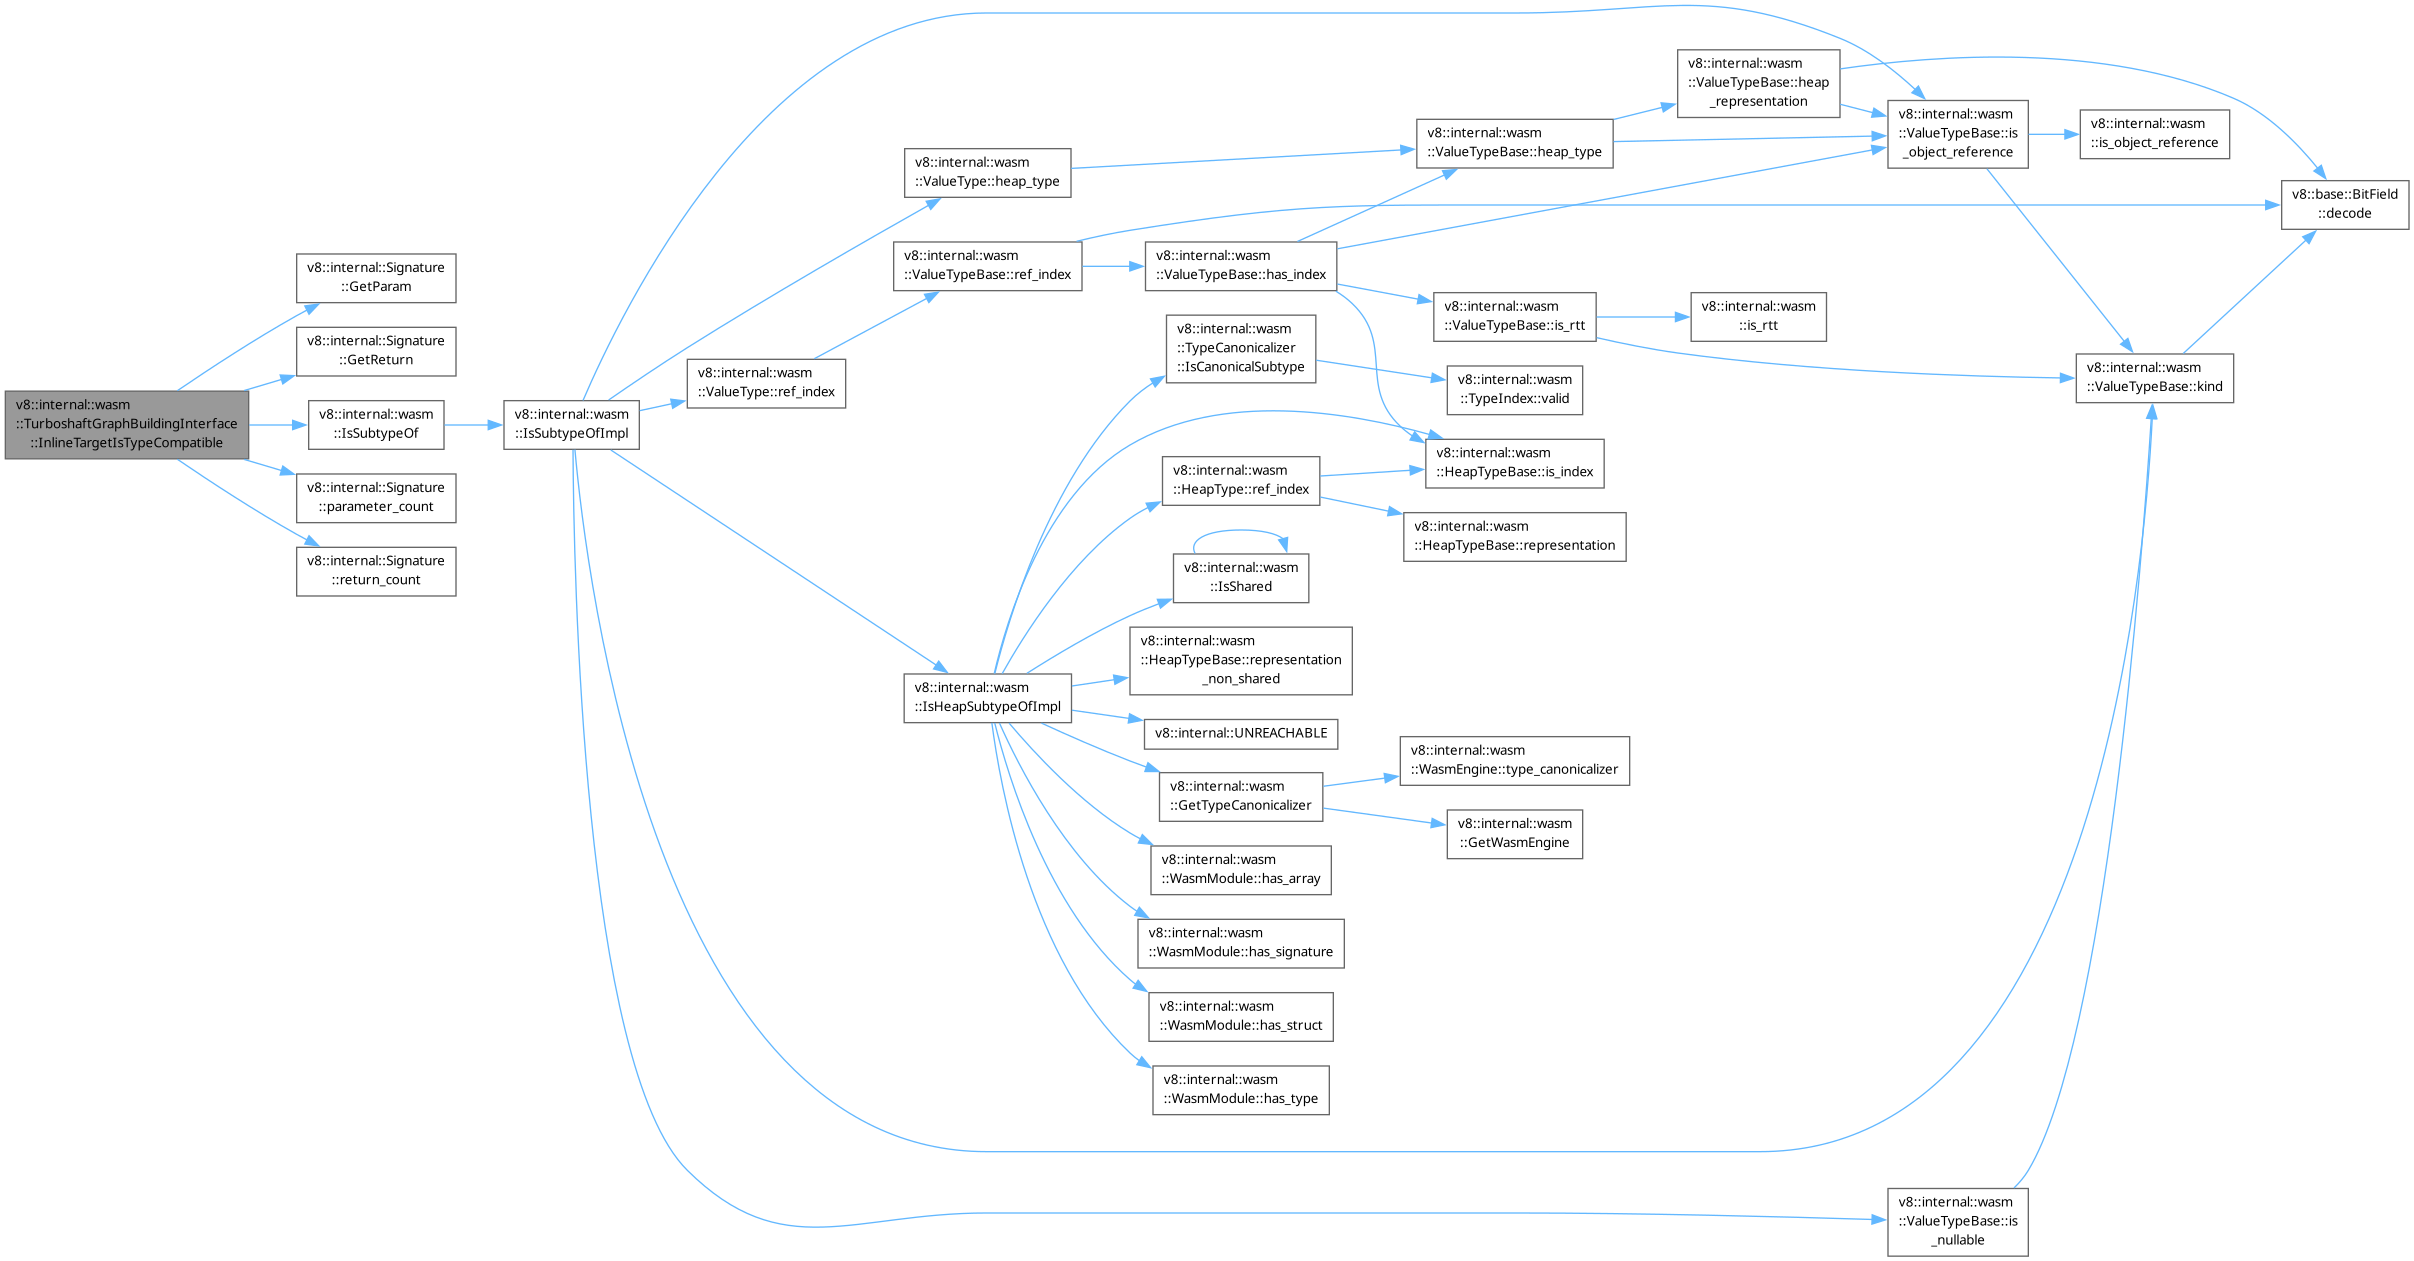 v8::internal::wasm
::TurboshaftGraphBuildingInterface
::InlineTargetIsTypeCompatible
v8::internal::Signature
::GetParam
v8::internal::Signature
::GetReturn
v8::internal::wasm
::IsSubtypeOf
v8::internal::Signature
::parameter_count
v8::internal::Signature
::return_count
v8::internal::wasm
::IsSubtypeOfImpl
v8::internal::wasm
::ValueType::ref_index
v8::internal::wasm
::ValueType::heap_type
v8::internal::wasm
::ValueTypeBase::ref_index
v8::internal::wasm
::IsHeapSubtypeOfImpl
v8::internal::wasm
::ValueTypeBase::has_index
v8::internal::wasm
::TypeCanonicalizer
::IsCanonicalSubtype
v8::internal::wasm
::HeapType::ref_index
v8::internal::wasm
::IsShared
v8::internal::wasm
::HeapTypeBase::representation
_non_shared
v8::internal::UNREACHABLE
v8::internal::wasm
::GetTypeCanonicalizer
v8::internal::wasm
::WasmModule::has_array
v8::internal::wasm
::WasmModule::has_signature
v8::internal::wasm
::WasmModule::has_struct
v8::internal::wasm
::WasmModule::has_type
v8::internal::wasm
::ValueTypeBase::heap_type
v8::internal::wasm
::ValueTypeBase::is_rtt
v8::internal::wasm
::TypeIndex::valid
v8::internal::wasm
::HeapTypeBase::is_index
v8::internal::wasm
::HeapTypeBase::representation
v8::internal::wasm
::WasmEngine::type_canonicalizer
v8::internal::wasm
::GetWasmEngine
v8::internal::wasm
::ValueTypeBase::heap
_representation
v8::internal::wasm
::is_rtt
v8::internal::wasm
::ValueTypeBase::is
_object_reference
v8::internal::wasm
::ValueTypeBase::is
_nullable
v8::internal::wasm
::is_object_reference
v8::internal::wasm
::ValueTypeBase::kind
v8::base::BitField
::decode